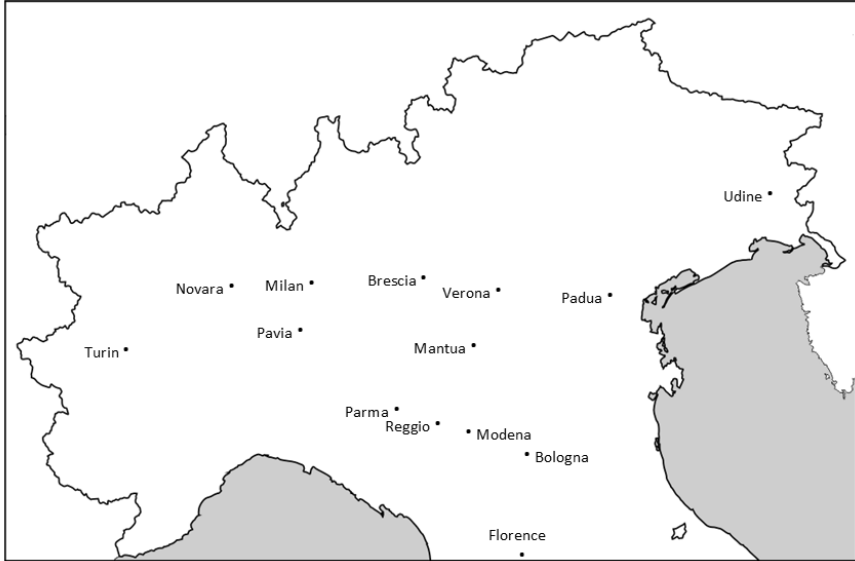 Udine
Novara
Milan
Brescia
Verona
Padua
Pavia
Turin
Mantua
Parma
Reggio
Modena
Bologna
Florence